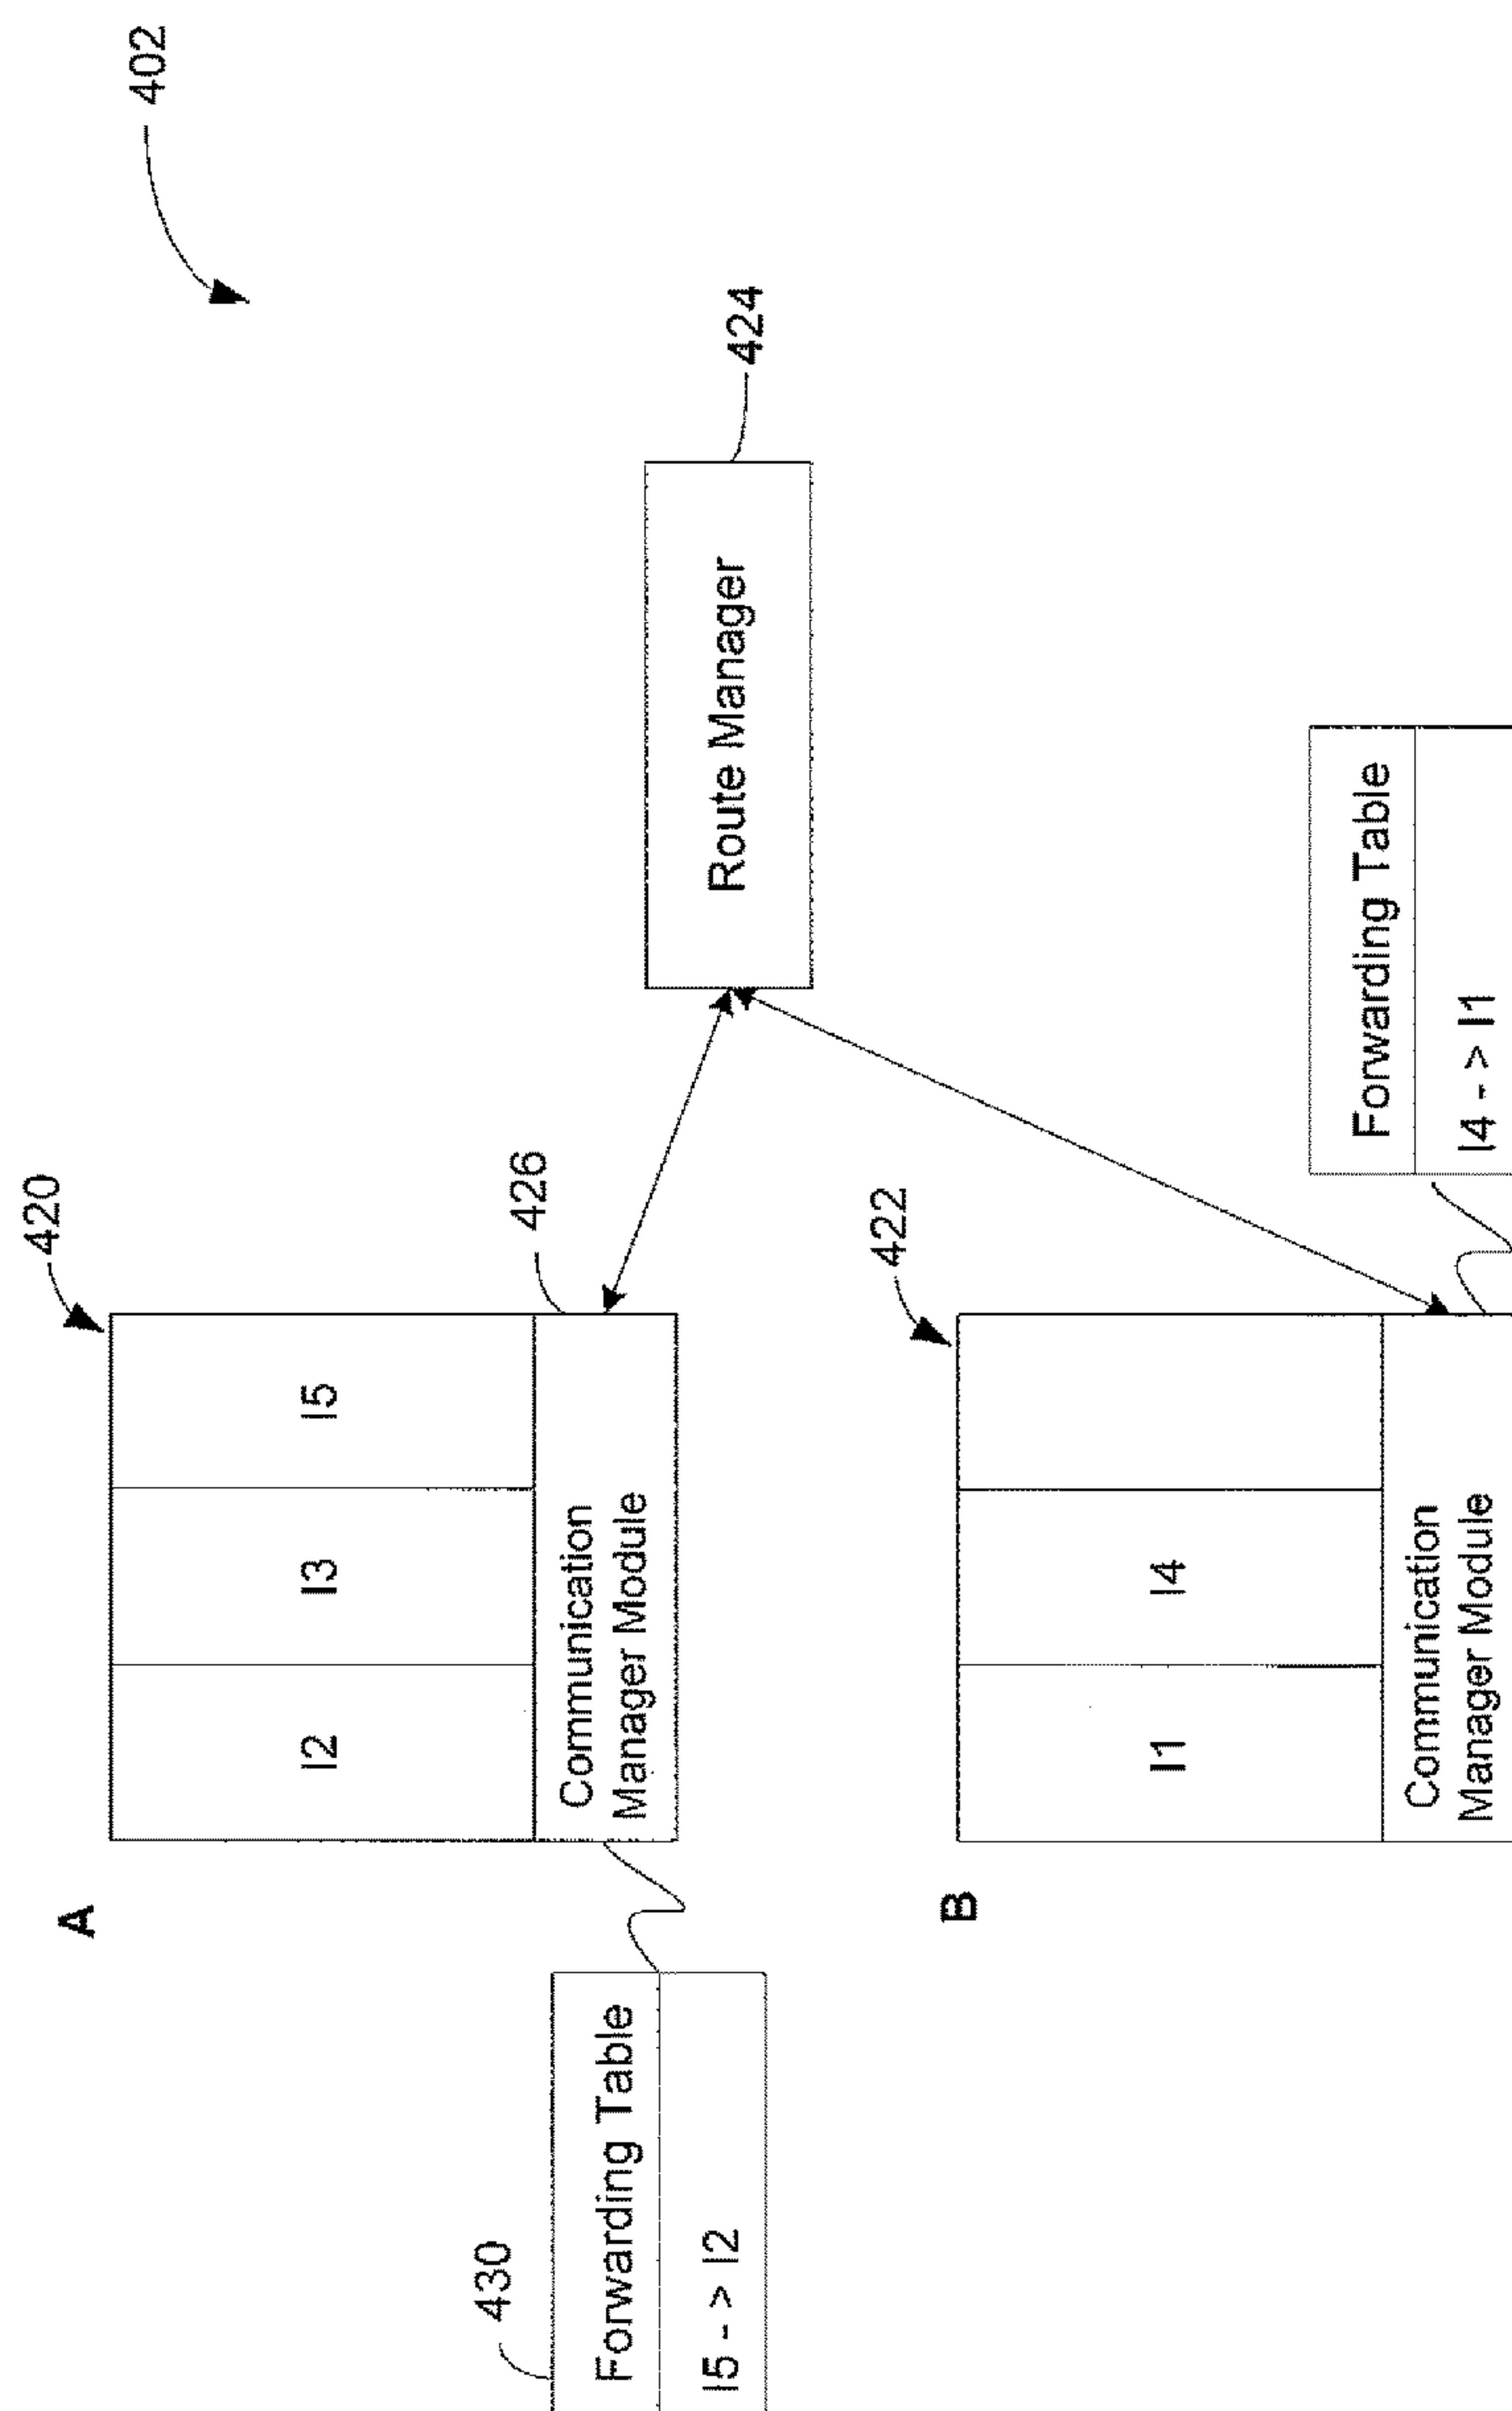 402
424
Route Manager
420
426
A
I2
I3
I5
Communication
Manager Module
430
Forwarding Table
I5 - > I2
422
B
I1
I4
Communication
Manager Module
Forwarding Table
I4 - > I1